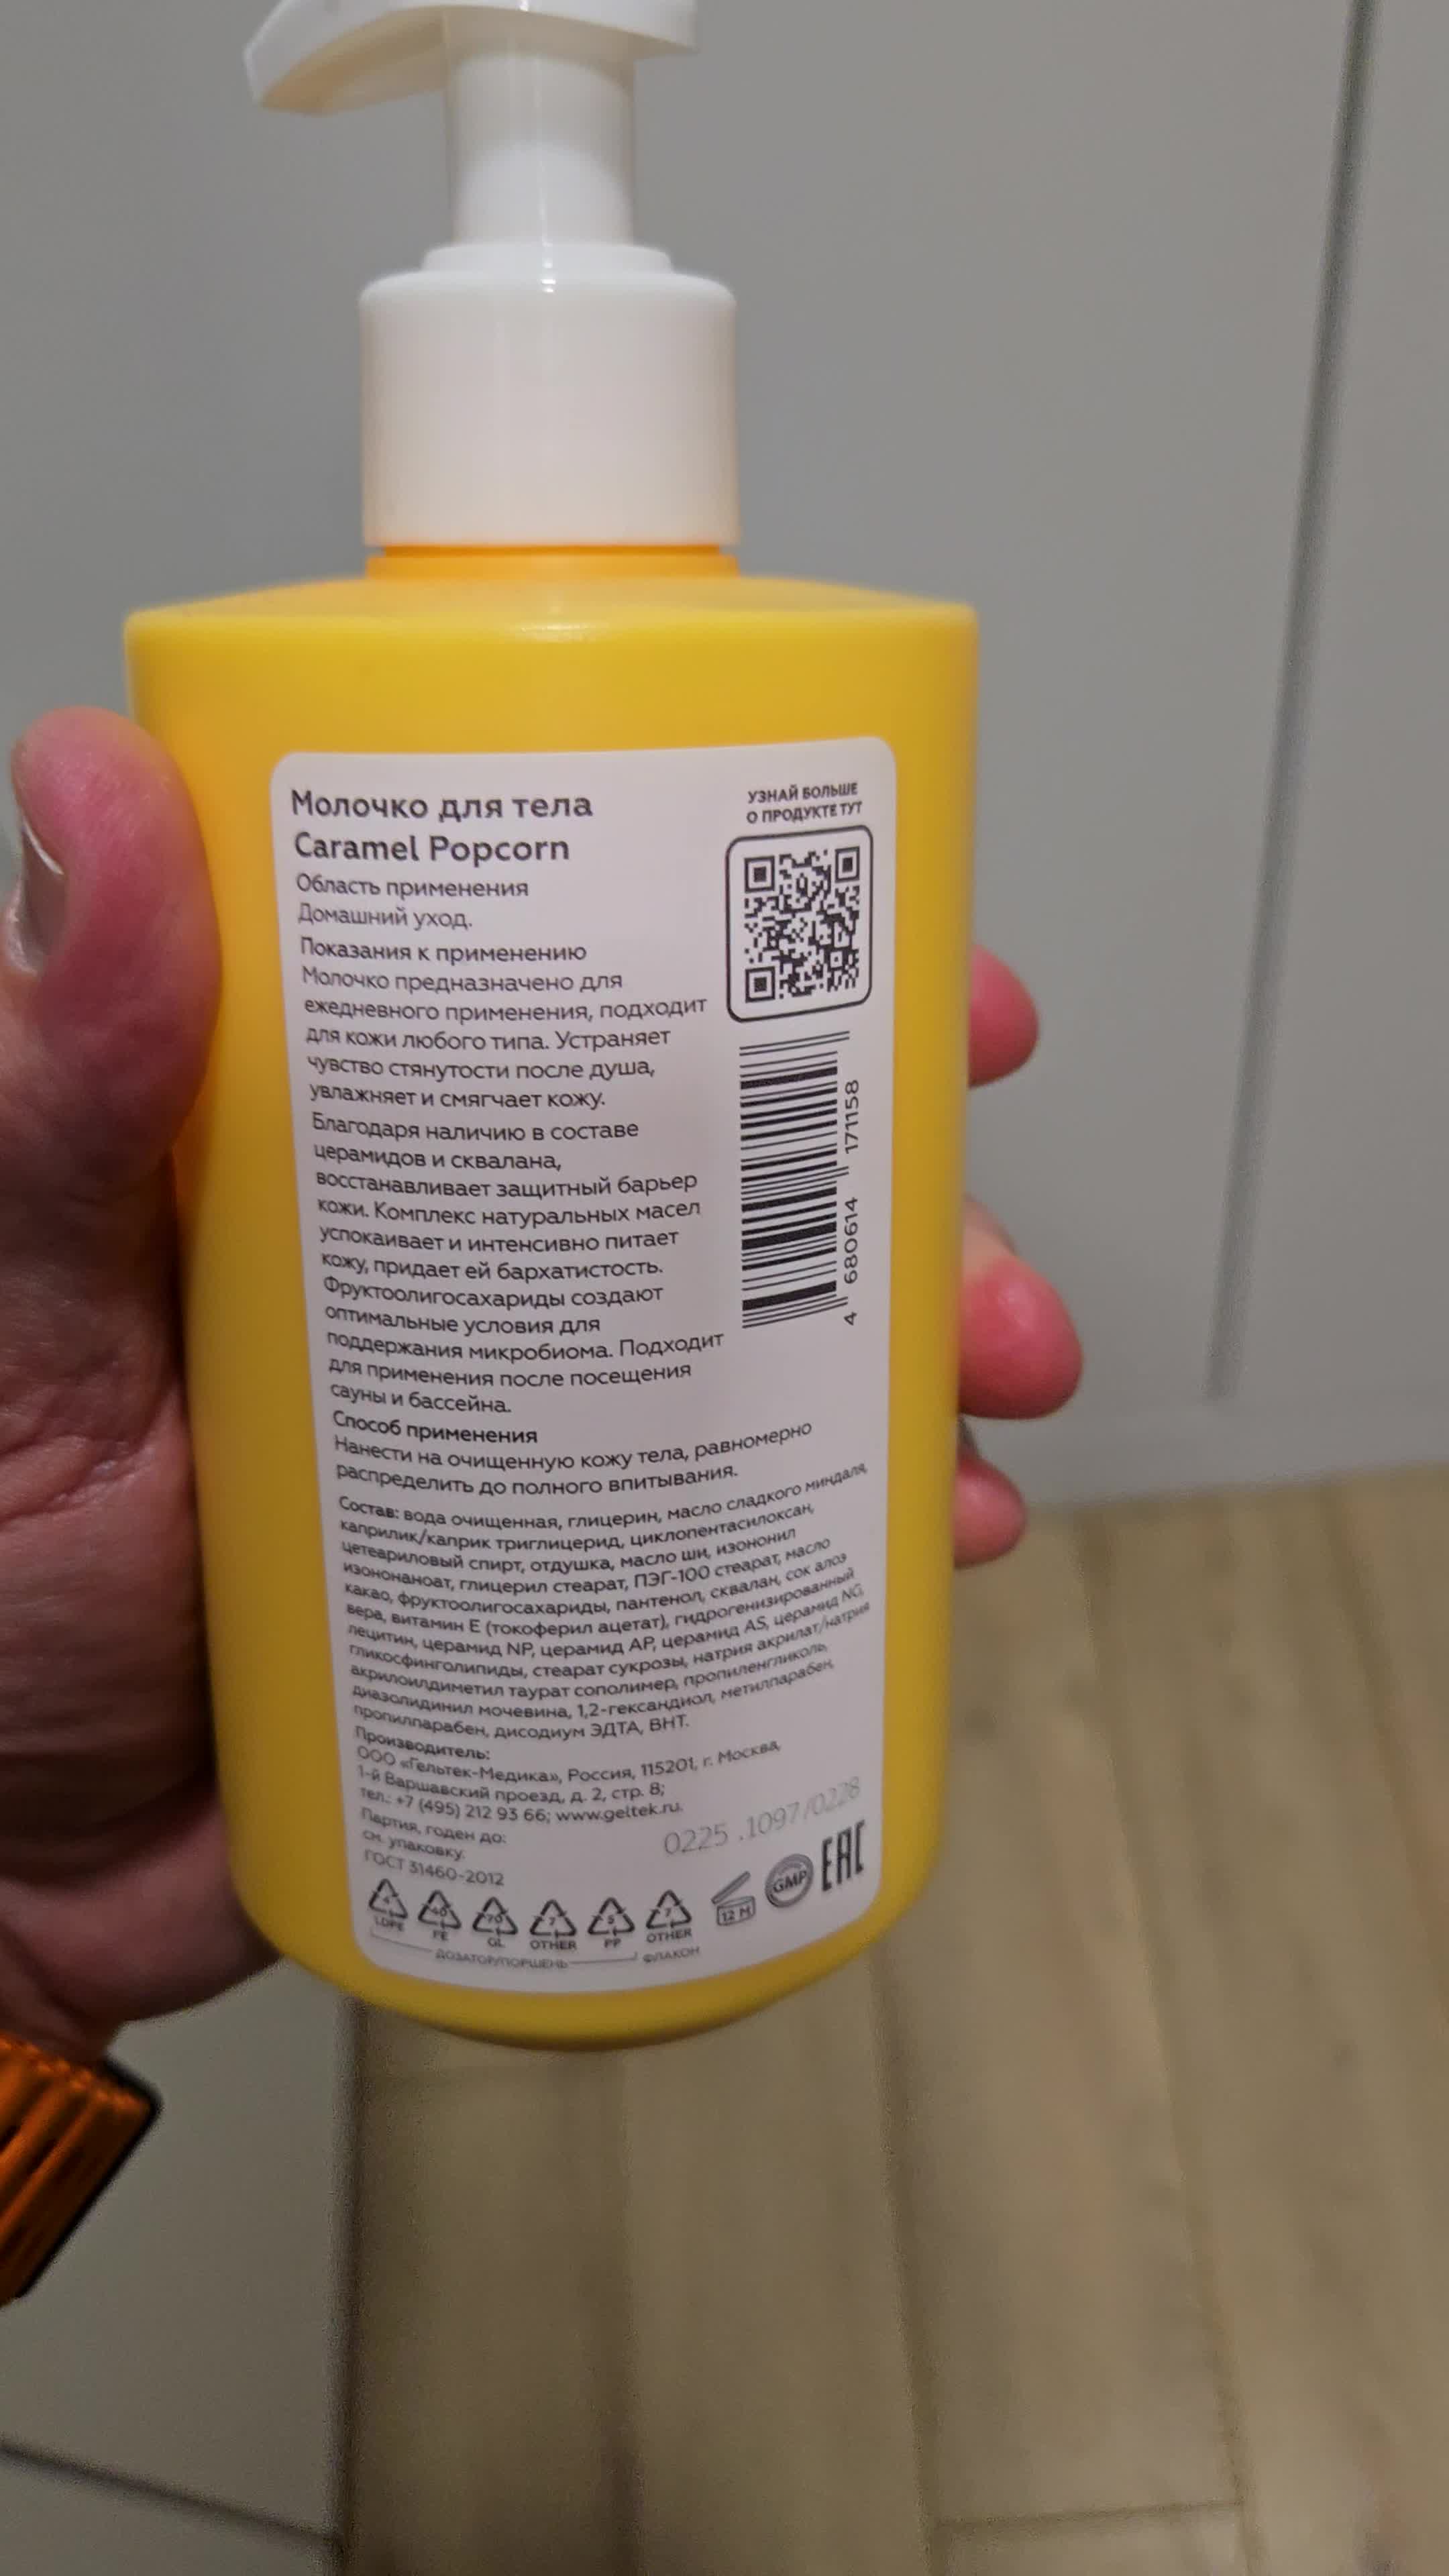 Молочко для тела
Caramel Popcorn
Область применения
Домашний уход.
Показания к применению
Молочко предназначено для
ежедневного применения, подходит
для кожи любого типа. Устраняет
чувство стянутости после душа,
увлажняет и смягчает кожу.
Благодаря наличию в составе
церамидов и сквалана,
восстанавливает защитный барьер
кожи. Комплекс натуральных масел
успокаивает и интенсивно питает
кожу, придает ей бархатистость.
Фруктоолигосахариды создают
оптимальные условия для
поддержания микробиома. Подходит
для применения после посещения
сауны и бассейна.
УЗНАЙ БОЛЬШЕ
О ПРОДУКТЕ ТУТ
4 680614 171158
Способ применения
Нанести на очищенную кожу тела, равномерно
распределить до полного впитывания.
Состав: вода очищенная, глицерин, масло сладкого миндаля,
каприлик/каприк триглицерид, циклопентасилоксан,
цетеариловый спирт, отдушка, масло ши, изононил
изононаноат, глицерил стеарат, ПЭГ-100 стеарат, масло
какао, фруктоолигосахариды, пантенол, сквалан, сок алоэ
вера, витамин Е (токоферил ацетат), гидрогенизированный
лецитин, церамид NP, церамид AP, церамид AS, церамид NG,
гликосфинголипиды, стеарат сукрозы, натрия акрилат/натрия
акрилоилдиметил таурат сополимер, пропиленгликоль,
диазолидинил мочевина, 1,2-гександиол, метилпарабен,
пропилпарабен, дисодиум ЭДТА, BHT.
Производитель:
ООО «Гельтек-Медика», Россия, 115201, г. Москва,
1-й Варшавский проезд, д. 2, стр. 8;
тел.: +7 (495) 212 93 66; www.geltek.ru.
Партия, годен до:
см. упаковку.
ГОСТ 31460-2012
0225 .1097/0228
4 40 70 7 5 7
LDPE FE GL OTHER PP OTHER
12 M GMP EAC
ДОЗАТОР/ПОРШЕНЬ ФЛАКОН